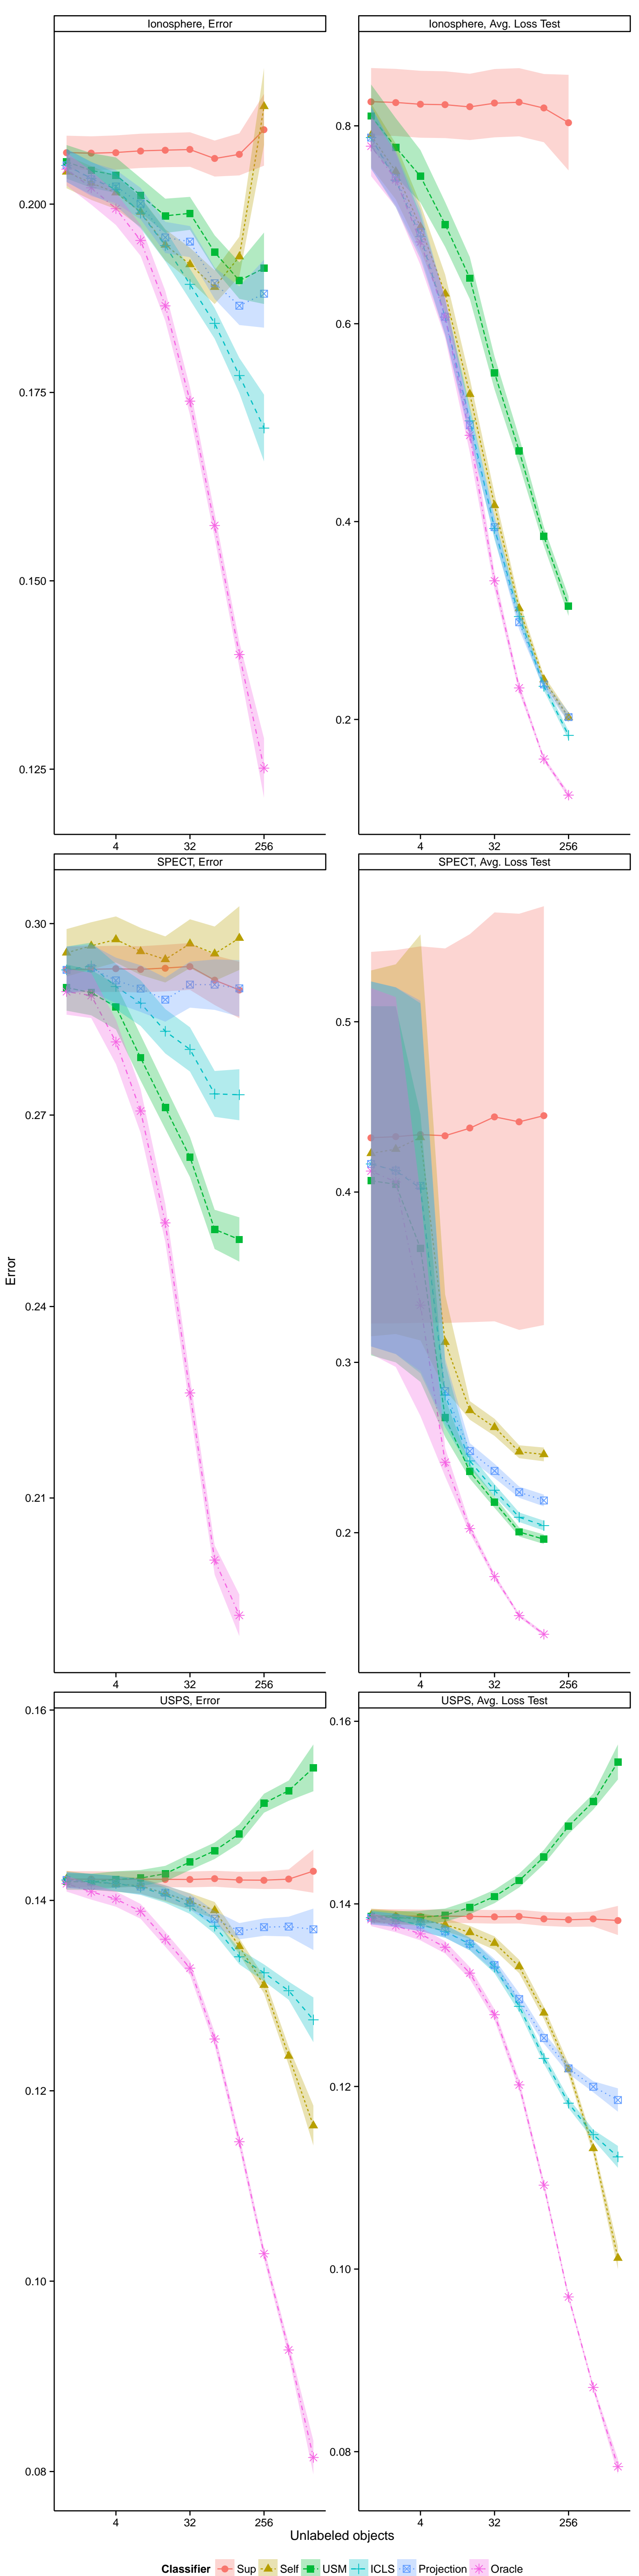 Ionosphere, Error
Ionosphere, Avg. Loss Test
0.200
0.175
0.150
0.125
0.8
0.6
0.4
0.2
4 32 256
4 32 256
SPECT, Error
SPECT, Avg. Loss Test
0.30
0.27
0.24
0.21
0.5
0.4
0.3
0.2
4 32 256
4 32 256
USPS, Error
USPS, Avg. Loss Test
0.16
0.14
0.12
0.10
0.08
0.16
0.14
0.12
0.10
0.08
4 32 256
4 32 256
Error
Unlabeled objects
Classifier Sup Self USM ICLS Projection Oracle